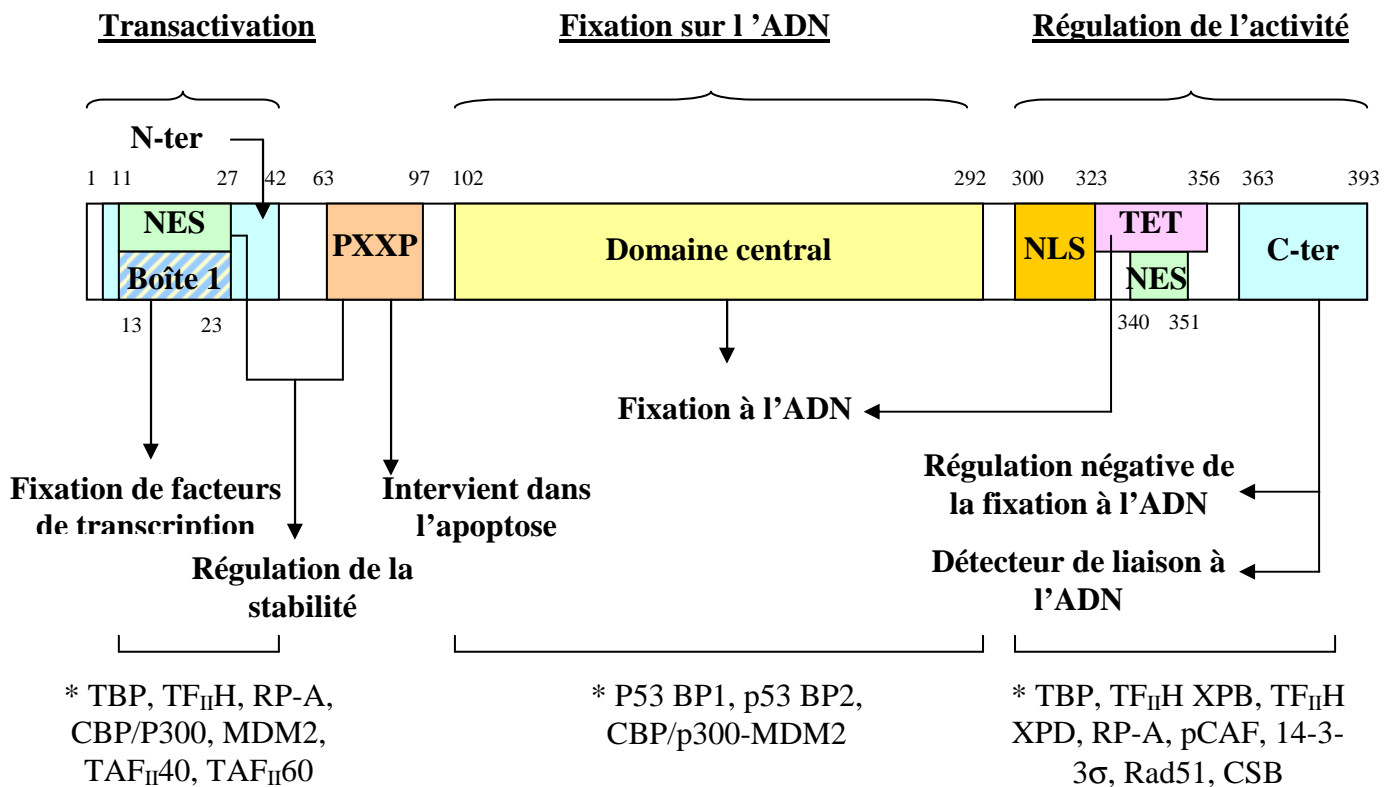 Transactivation
Fixation sur l ’ADN
Régulation de l’activité
N-ter
1 11 27 42 63 97 102 292 300 323 356 363 393
NES
Boîte 1
PXXP
Domaine central
NLS
TET
NES
C-ter
13 23
340 351
Fixation à l’ADN
Fixation de facteurs
de transcription
Intervient dans
l’apoptose
Régulation négative de
la fixation à l’ADN
Régulation de la
stabilité
Détecteur de liaison à
l’ADN
* TBP, TFIIH, RP-A,
CBP/P300, MDM2,
TAFII40, TAFII60
* P53 BP1, p53 BP2,
CBP/p300-MDM2
* TBP, TFIIH XPB, TFIIH
XPD, RP-A, pCAF, 14-3-
3σ, Rad51, CSB